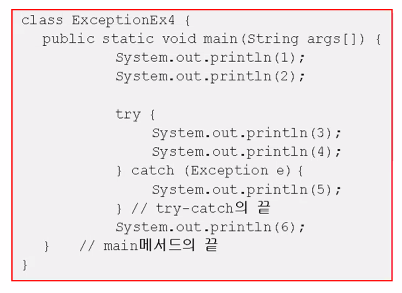 class ExceptionEx4 {
public static void main(String args[]) {
System.out.println(1);
System.out.println(2);
try {
System.out.println(3);
System.out.println(4);
} catch (Exception e){
System.out.println(5);
} // try-catch의 끝
System.out.println(6);
} // main메서드의 끝
}